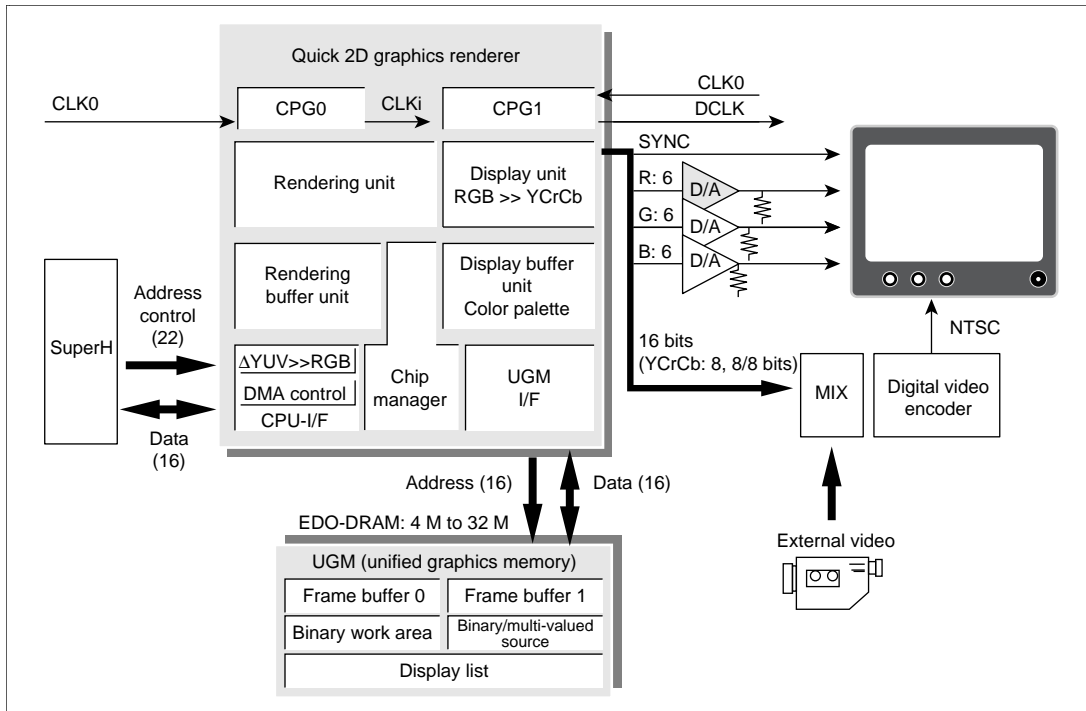 Quick 2D graphics renderer
CLK0
CPG0
CLKi
CPG1
CLK0
DCLK
SYNC
Rendering unit
Display unit
RGB >> YCrCb
R: 6
D/A
G: 6
D/A
B: 6
D/A
Rendering
buffer unit
Display buffer
unit
Color palette
SuperH
Address
control
(22)
Data
(16)
ΔYUV>>RGB
DMA control
CPU-I/F
Chip
manager
UGM
I/F
16 bits
(YCrCb: 8, 8/8 bits)
NTSC
MIX
Digital video
encoder
Address (16)
Data (16)
External video
EDO-DRAM: 4 M to 32 M
UGM (unified graphics memory)
Frame buffer 0
Frame buffer 1
Binary work area
Binary/multi-valued
source
Display list